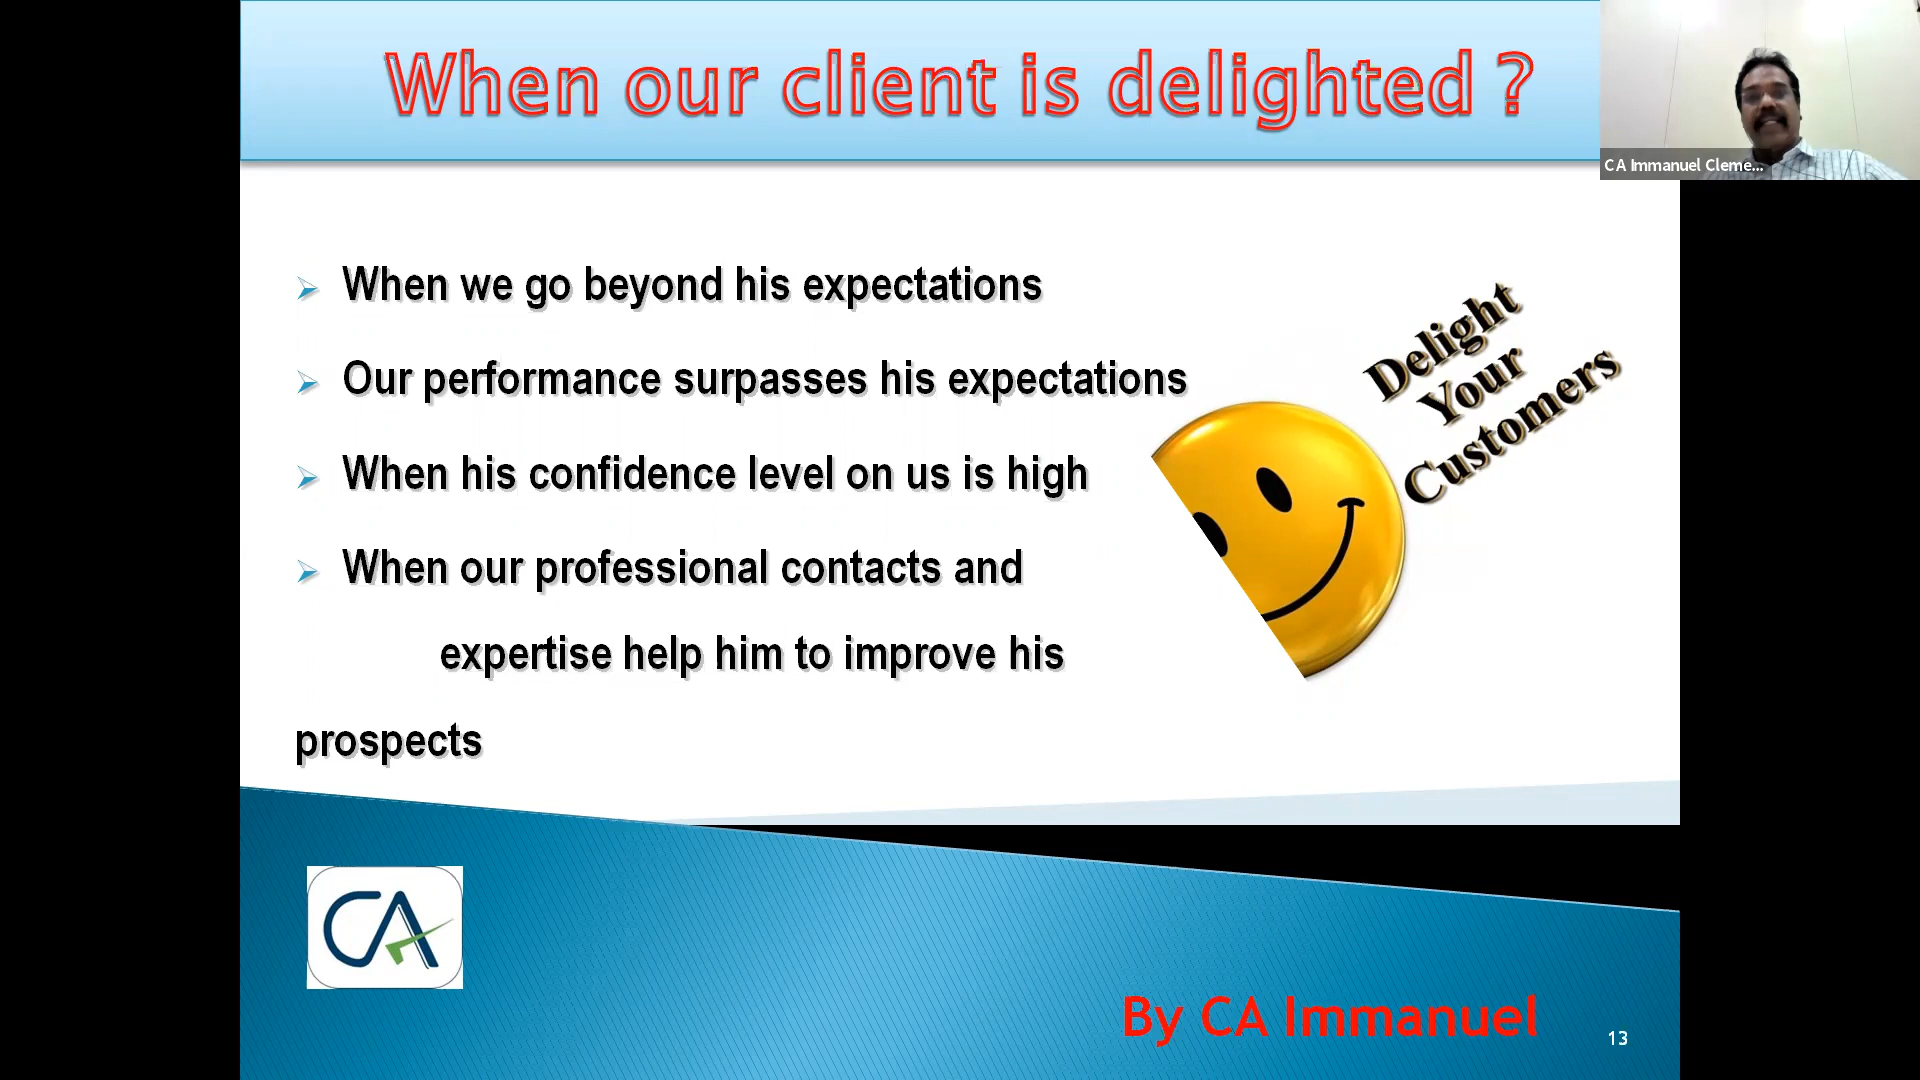 When our client is delighted ?
CA Immanuel Cleme...
When we go beyond his expectations
Our performance surpasses his expectations
When his confidence level on us is high
When our professional contacts and
expertise help him to improve his
prospects
Delight
Your
Customers
CA
By CA Immanuel
13